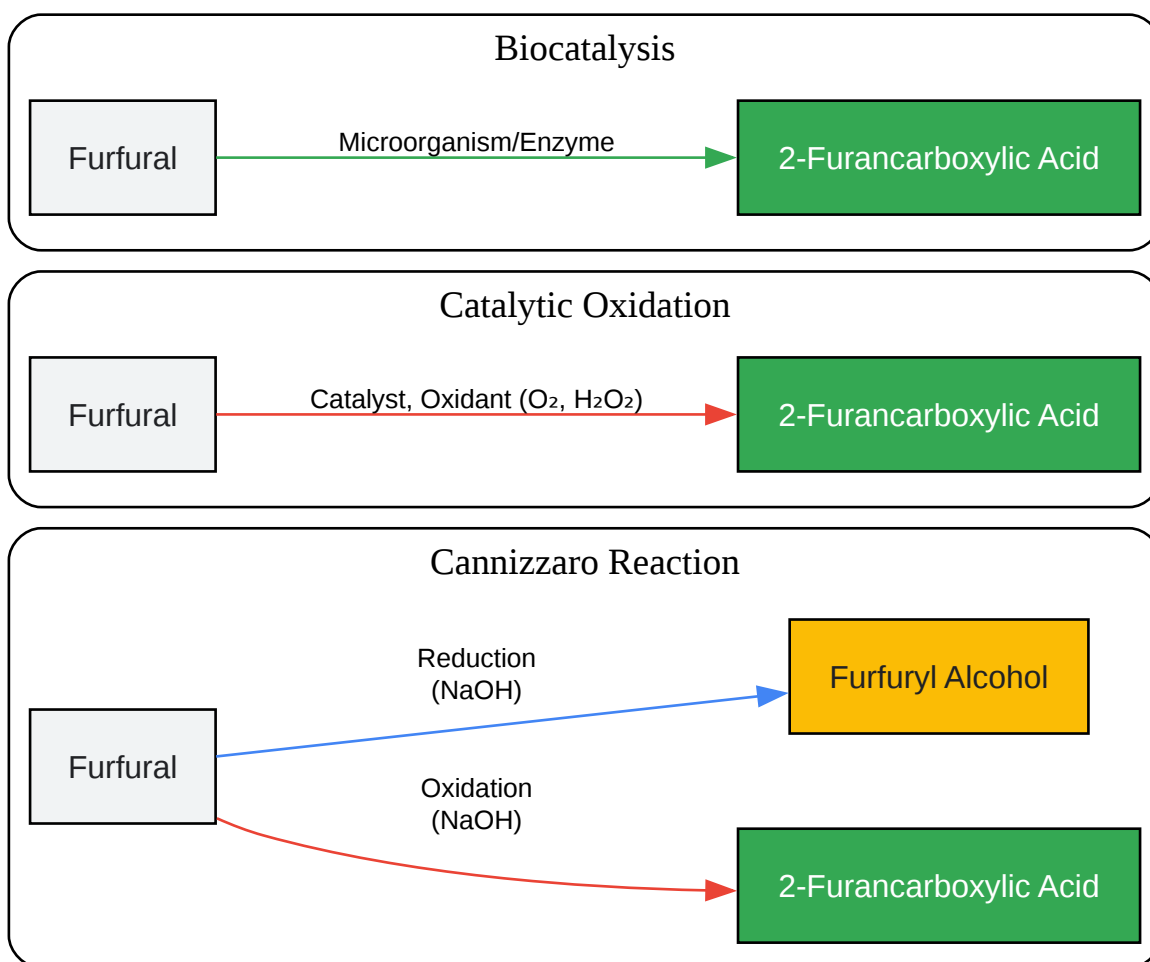 Biocatalysis
Furfural
Microorganism/Enzyme
2-Furancarboxylic Acid
Catalytic Oxidation
Furfural
Catalyst, Oxidant (O₂, H₂O₂)
2-Furancarboxylic Acid
Cannizzaro Reaction
Reduction
(NaOH)
Furfuryl Alcohol
Furfural
Oxidation
(NaOH)
2-Furancarboxylic Acid